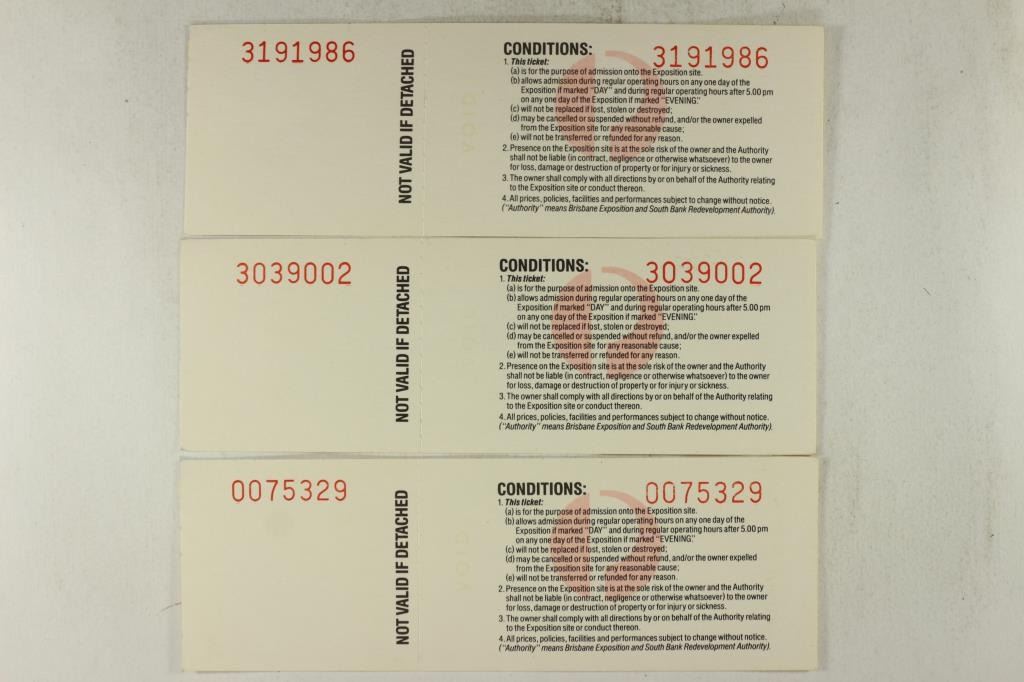 3191986
NOT VALID IF DETACHED
CONDITIONS:
3191986
1. This ticket:
(a) is for the purpose of admission onto the Exposition site.
(b) allows admission during regular operating hours on any one day of the
Exposition if marked "DAY" and during regular operating hours after 5.00 pm
on any one day of the Exposition if marked "EVENING."
(c) will not be replaced if lost, stolen or destroyed;
(d) may be cancelled or suspended without refund, and/or the owner expelled
from the Exposition site for any reasonable cause;
(e) will not be transferred or refunded for any reason.
2. Presence on the Exposition site is at the sole risk of the owner and the Authority
shall not be liable (in contract, negligence or otherwise whatsoever) to the owner
for loss, damage or destruction of property or for injury or sickness.
3. The owner shall comply with all directions by or on behalf of the Authority relating
to the Exposition site or conduct thereon.
4. All prices, policies, facilities and performances subject to change without notice.
("Authority" means Brisbane Exposition and South Bank Redevelopment Authority).
3039002
NOT VALID IF DETACHED
CONDITIONS:
3039002
1. This ticket:
(a) is for the purpose of admission onto the Exposition site.
(b) allows admission during regular operating hours on any one day of the
Exposition if marked "DAY" and during regular operating hours after 5.00 pm
on any one day of the Exposition if marked "EVENING."
(c) will not be replaced if lost, stolen or destroyed;
(d) may be cancelled or suspended without refund, and/or the owner expelled
from the Exposition site for any reasonable cause;
(e) will not be transferred or refunded for any reason.
2. Presence on the Exposition site is at the sole risk of the owner and the Authority
shall not be liable (in contract, negligence or otherwise whatsoever) to the owner
for loss, damage or destruction of property or for injury or sickness.
3. The owner shall comply with all directions by or on behalf of the Authority relating
to the Exposition site or conduct thereon.
4. All prices, policies, facilities and performances subject to change without notice.
("Authority" means Brisbane Exposition and South Bank Redevelopment Authority).
0075329
NOT VALID IF DETACHED
CONDITIONS:
0075329
1. This ticket:
(a) is for the purpose of admission onto the Exposition site.
(b) allows admission during regular operating hours on any one day of the
Exposition if marked "DAY" and during regular operating hours after 5.00 pm
on any one day of the Exposition if marked "EVENING."
(c) will not be replaced if lost, stolen or destroyed;
(d) may be cancelled or suspended without refund, and/or the owner expelled
from the Exposition site for any reasonable cause;
(e) will not be transferred or refunded for any reason.
2. Presence on the Exposition site is at the sole risk of the owner and the Authority
shall not be liable (in contract, negligence or otherwise whatsoever) to the owner
for loss, damage or destruction of property or for injury or sickness.
3. The owner shall comply with all directions by or on behalf of the Authority relating
to the Exposition site or conduct thereon.
4. All prices, policies, facilities and performances subject to change without notice.
("Authority" means Brisbane Exposition and South Bank Redevelopment Authority).